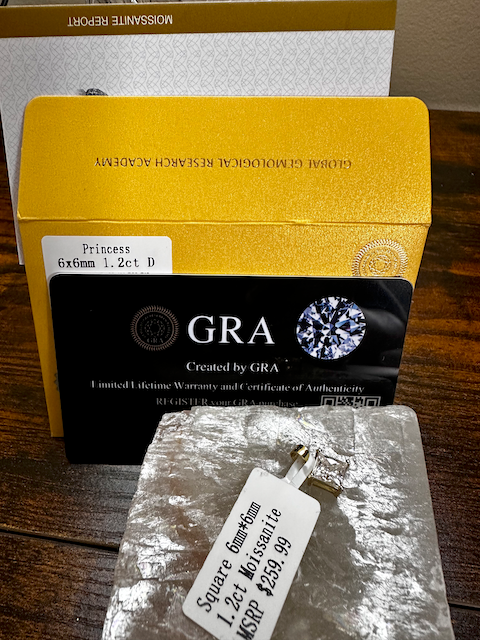 MOISSANITE REPORT
GLOBAL GEMOLOGICAL RESEARCH ACADEMY
Princess
6x6mm 1.2ct D
GRA
GRA
Created by GRA
Limited Lifetime Warranty and Certificate of Authenticity
REGISTER your GRA purchase
Square 6mm*6mm
1.2ct Moissanite
MSRP $259.99